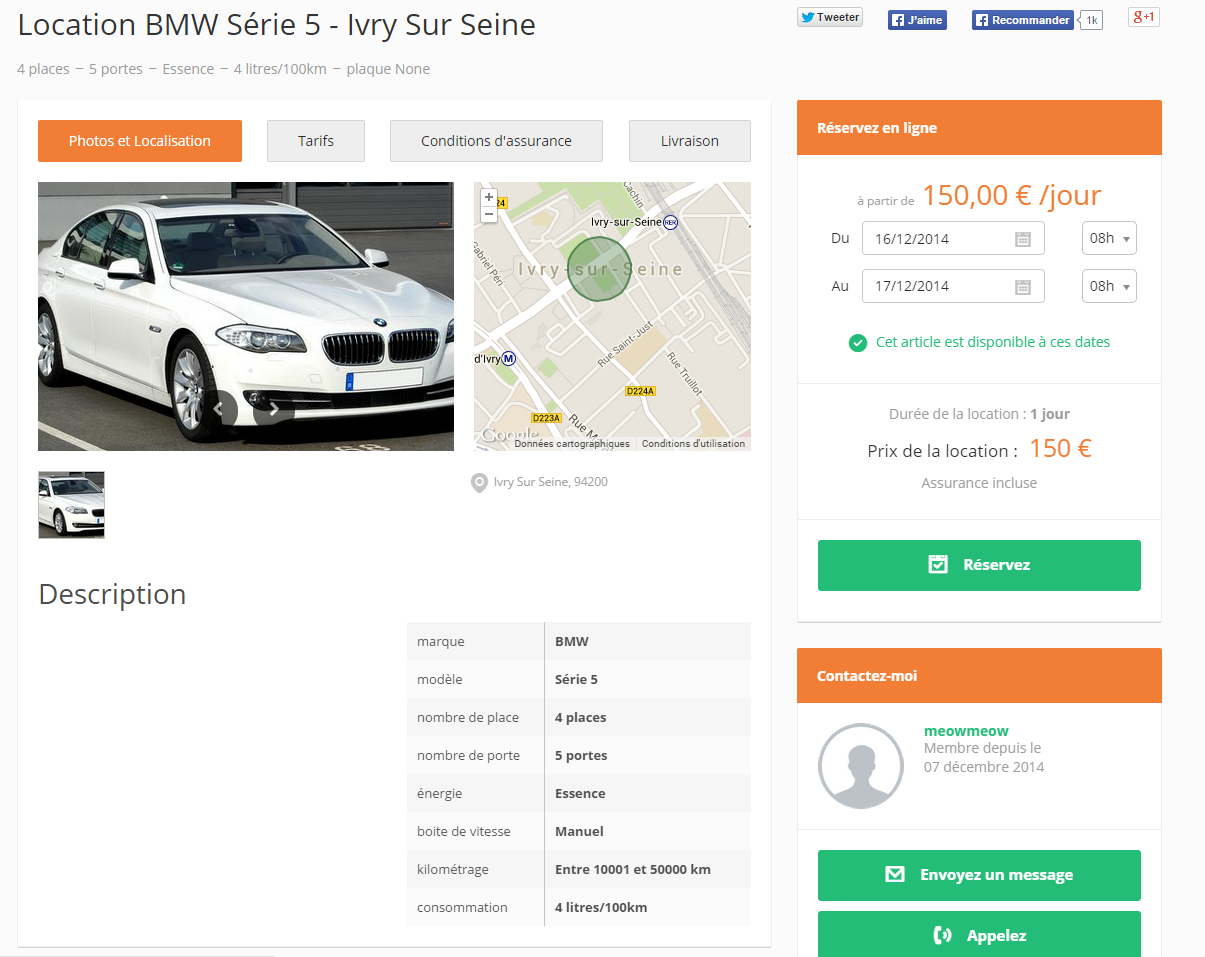 Location BMW Série 5 - Ivry Sur Seine
Tweeter
J'aime
Recommander
1k
g+1
4 places – 5 portes – Essence – 4 litres/100km – plaque None
Photos et Localisation
Tarifs
Conditions d'assurance
Livraison
+
−
24
Cachin
Ivry-sur-Seine RER
Gabriel Péri
Ivry-sur-Seine
d'Ivry M
Rue Saint-Just
Rue Truillot
D224A
D223A
Rue M
Google
Données cartographiques
Conditions d'utilisation
Ivry Sur Seine, 94200
Description
marque BMW
modèle Série 5
nombre de place 4 places
nombre de porte 5 portes
énergie Essence
boite de vitesse Manuel
kilométrage Entre 10001 et 50000 km
consommation 4 litres/100km
Réservez en ligne
à partir de 150,00 € /jour
Du 16/12/2014 08h
Au 17/12/2014 08h
Cet article est disponible à ces dates
Durée de la location : 1 jour
Prix de la location : 150 €
Assurance incluse
Réservez
Contactez-moi
meowmeow
Membre depuis le
07 décembre 2014
Envoyez un message
Appelez